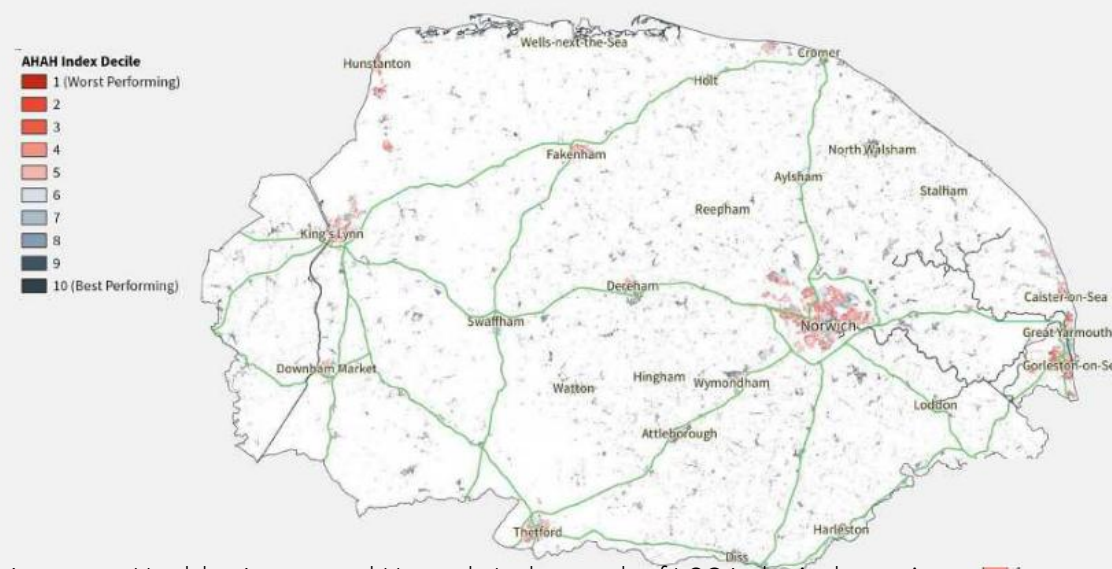 AHAH Index Decile
1 (Worst Performing)
2
3
4
5
6
7
8
9
10 (Best Performing)
Wells-next-the-Sea
Cromer
Hunstanton
Holt
Fakenham
North Walsham
Aylsham
Stalham
Reepham
King's Lynn
Dereham
Caister-on-Sea
Swaffham
Norwich
Great Yarmouth
Gorleston-on-Se
Downham Market
Hingham
Wymondham
Watton
Loddon
Attleborough
Thetford
Harleston
Diss